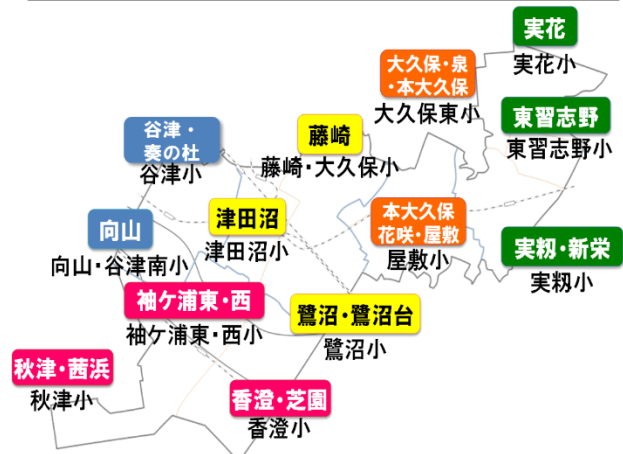 実花
実花小
大久保・泉
・本大久保
大久保東小
東習志野
東習志野小
谷津・
奏の杜
谷津小
藤崎
藤崎・大久保小
津田沼
津田沼小
本大久保
花咲・屋敷
屋敷小
向山
向山・谷津南小
実籾・新栄
実籾小
袖ケ浦東・西
袖ケ浦東・西小
鷺沼・鷺沼台
鷺沼小
秋津・茜浜
秋津小
香澄・芝園
香澄小